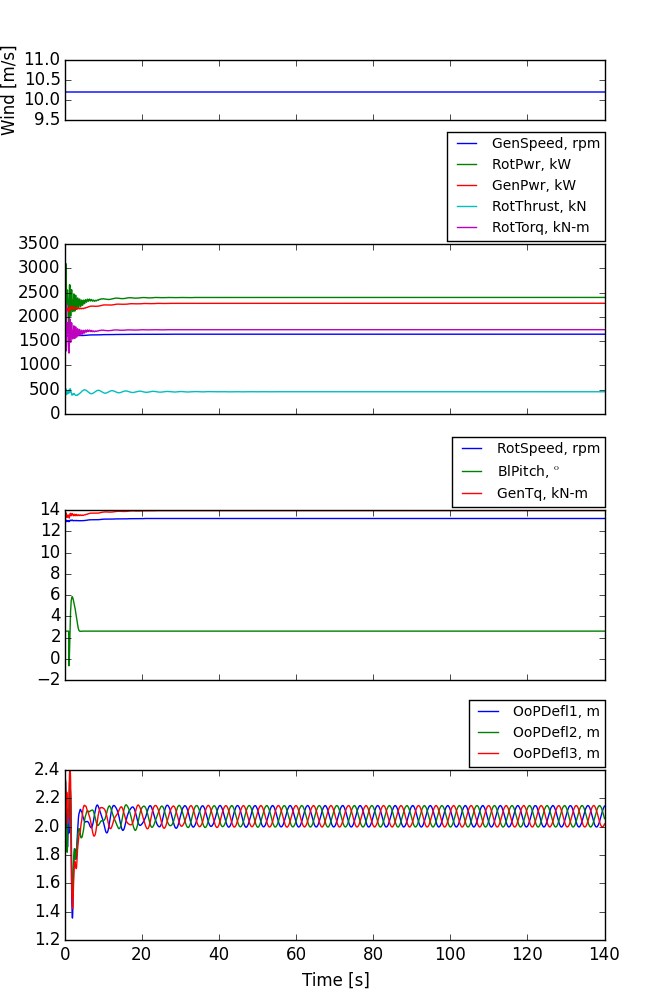 Wind [m/s]
11.0
10.5
10.0
9.5
GenSpeed, rpm
RotPwr, kW
GenPwr, kW
RotThrust, kN
RotTorq, kN-m
3500
3000
2500
2000
1500
1000
500
0
RotSpeed, rpm
BlPitch, °
GenTq, kN-m
14
12
10
8
6
4
2
0
−2
OoPDefl1, m
OoPDefl2, m
OoPDefl3, m
2.4
2.2
2.0
1.8
1.6
1.4
1.2
0 20 40 60 80 100 120 140
Time [s]